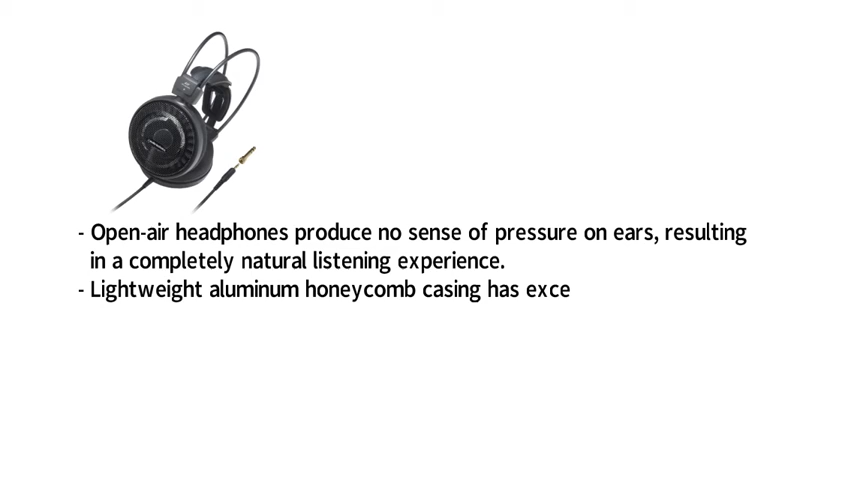 - Open-air headphones produce no sense of pressure on ears, resulting
in a completely natural listening experience.
- Lightweight aluminum honeycomb casing has exce